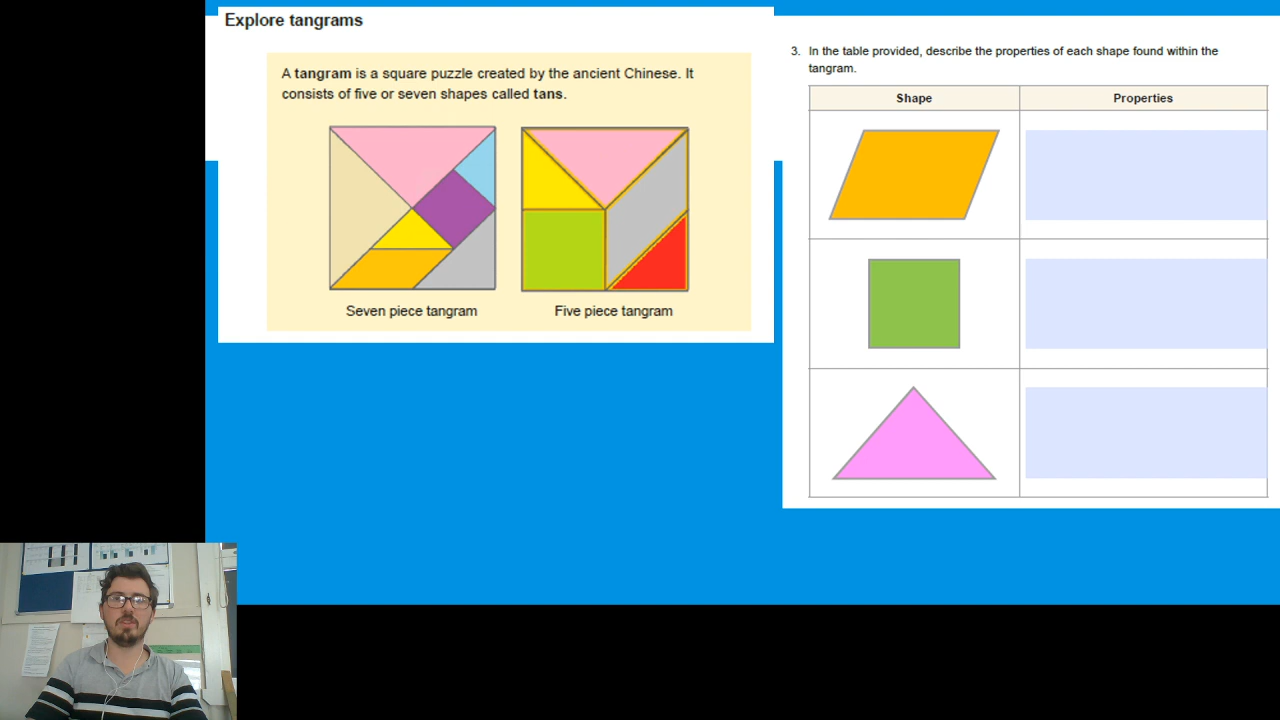 Explore tangrams
A tangram is a square puzzle created by the ancient Chinese. It
consists of five or seven shapes called tans.
Seven piece tangram
Five piece tangram
3. In the table provided, describe the properties of each shape found within the
tangram.
Shape
Properties